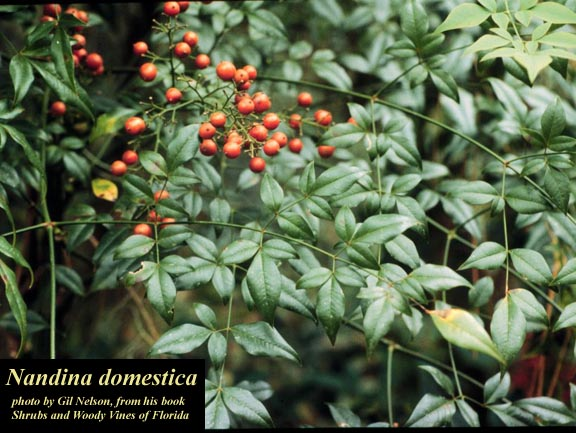 Nandina domestica
photo by Gil Nelson, from his book
Shrubs and Woody Vines of Florida